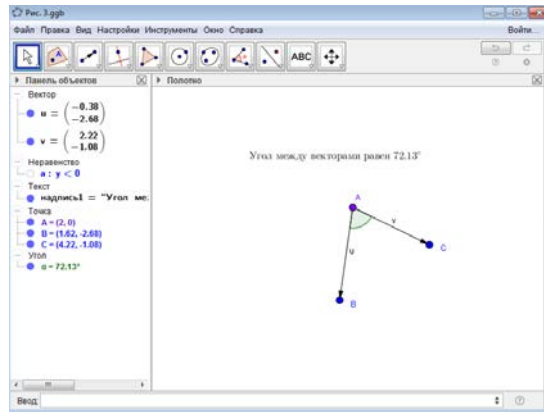 Рис. 3.ggb
Файл Правка Вид Настройки Инструменты Окно Справка
Войти...
ABC
Панель объектов
Полотно
Вектор
u = (−0.38
−2.68)
v = (2.22
−1.08)
Неравенство
a : y < 0
Текст
надпись1 = "Угол ме
Точка
A = (2, 0)
B = (1.62, -2.68)
C = (4.22, -1.08)
Угол
α = 72.13°
Угол между векторами равен 72.13°
A
v
C
u
B
Ввод: